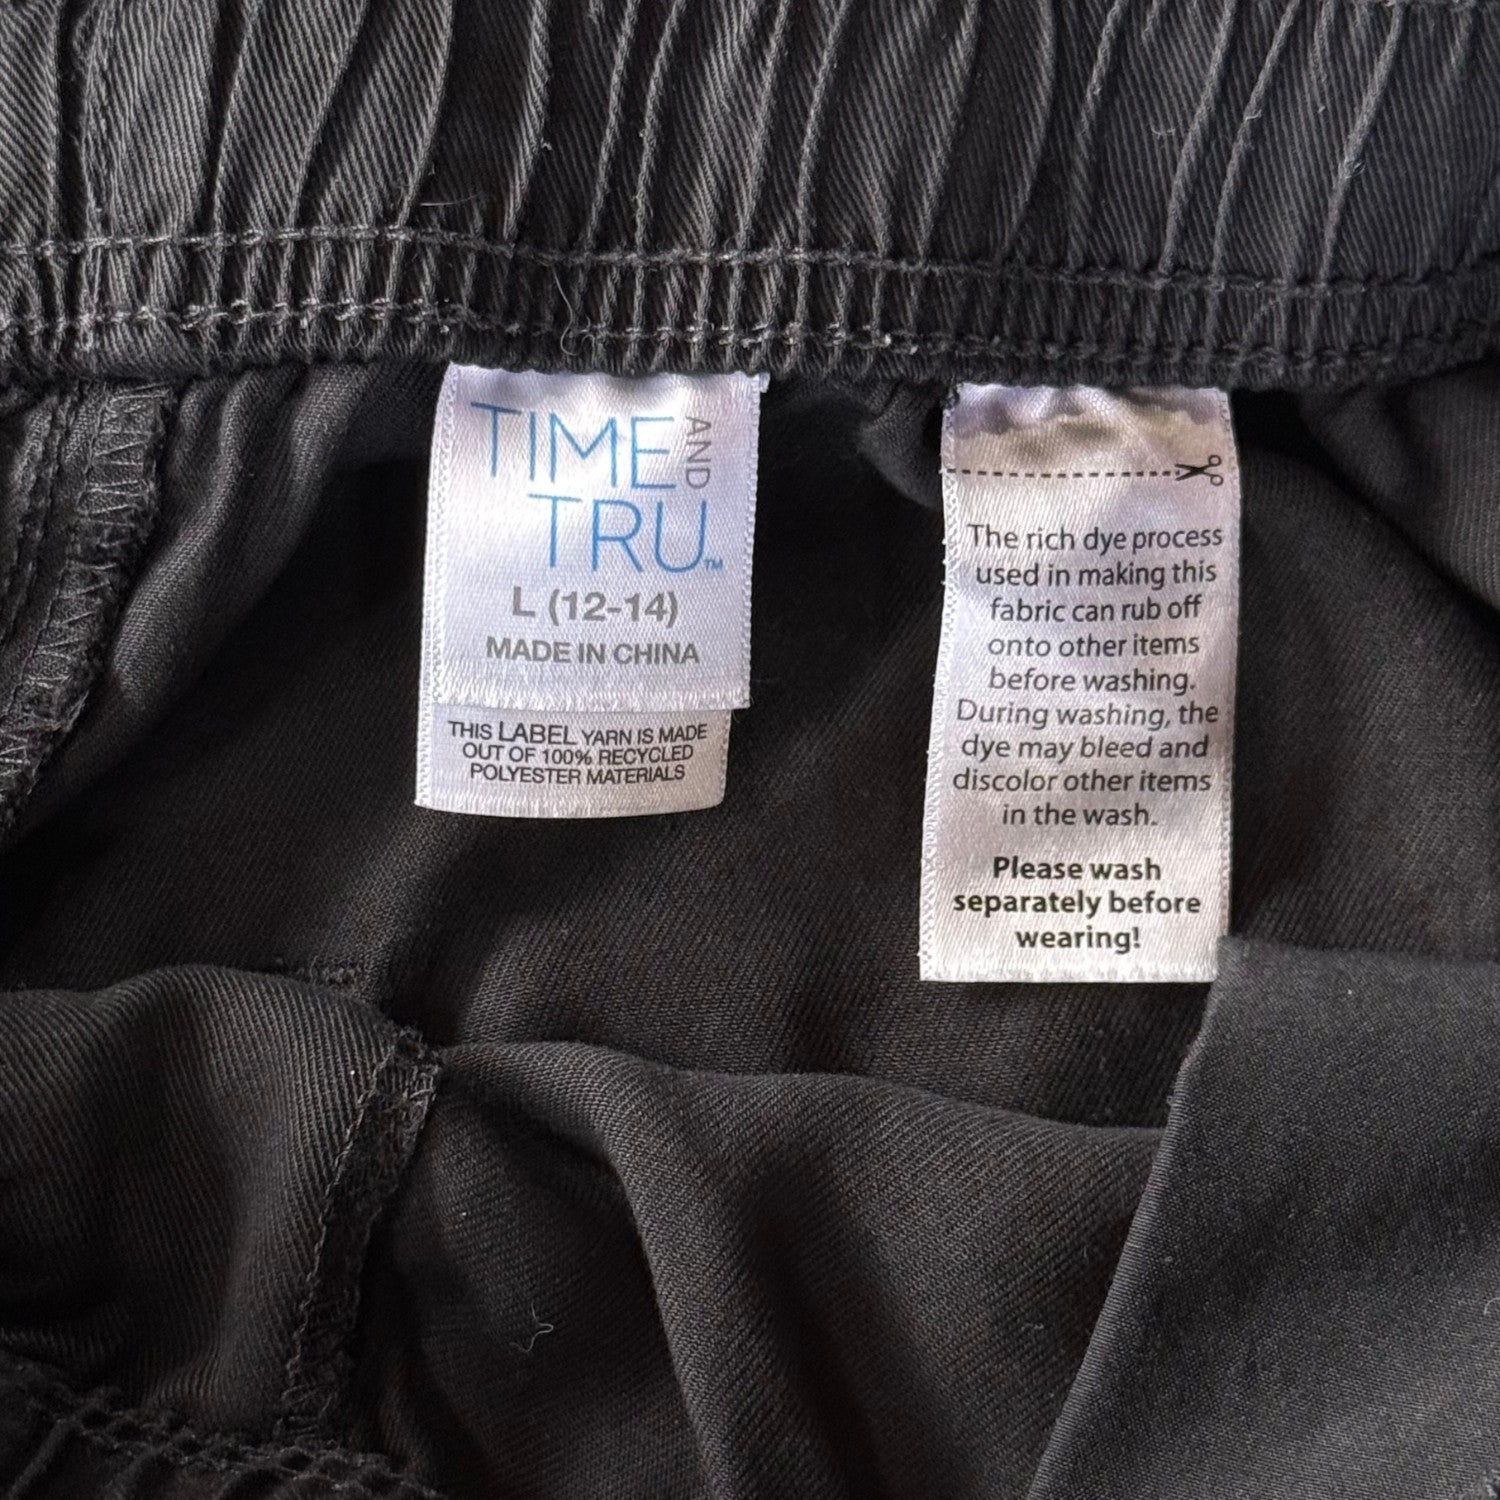 TIME AND
TRU™
L (12-14)
MADE IN CHINA
THIS LABEL YARN IS MADE
OUT OF 100% RECYCLED
POLYESTER MATERIALS
The rich dye process
used in making this
fabric can rub off
onto other items
before washing.
During washing, the
dye may bleed and
discolor other items
in the wash.
Please wash
separately before
wearing!